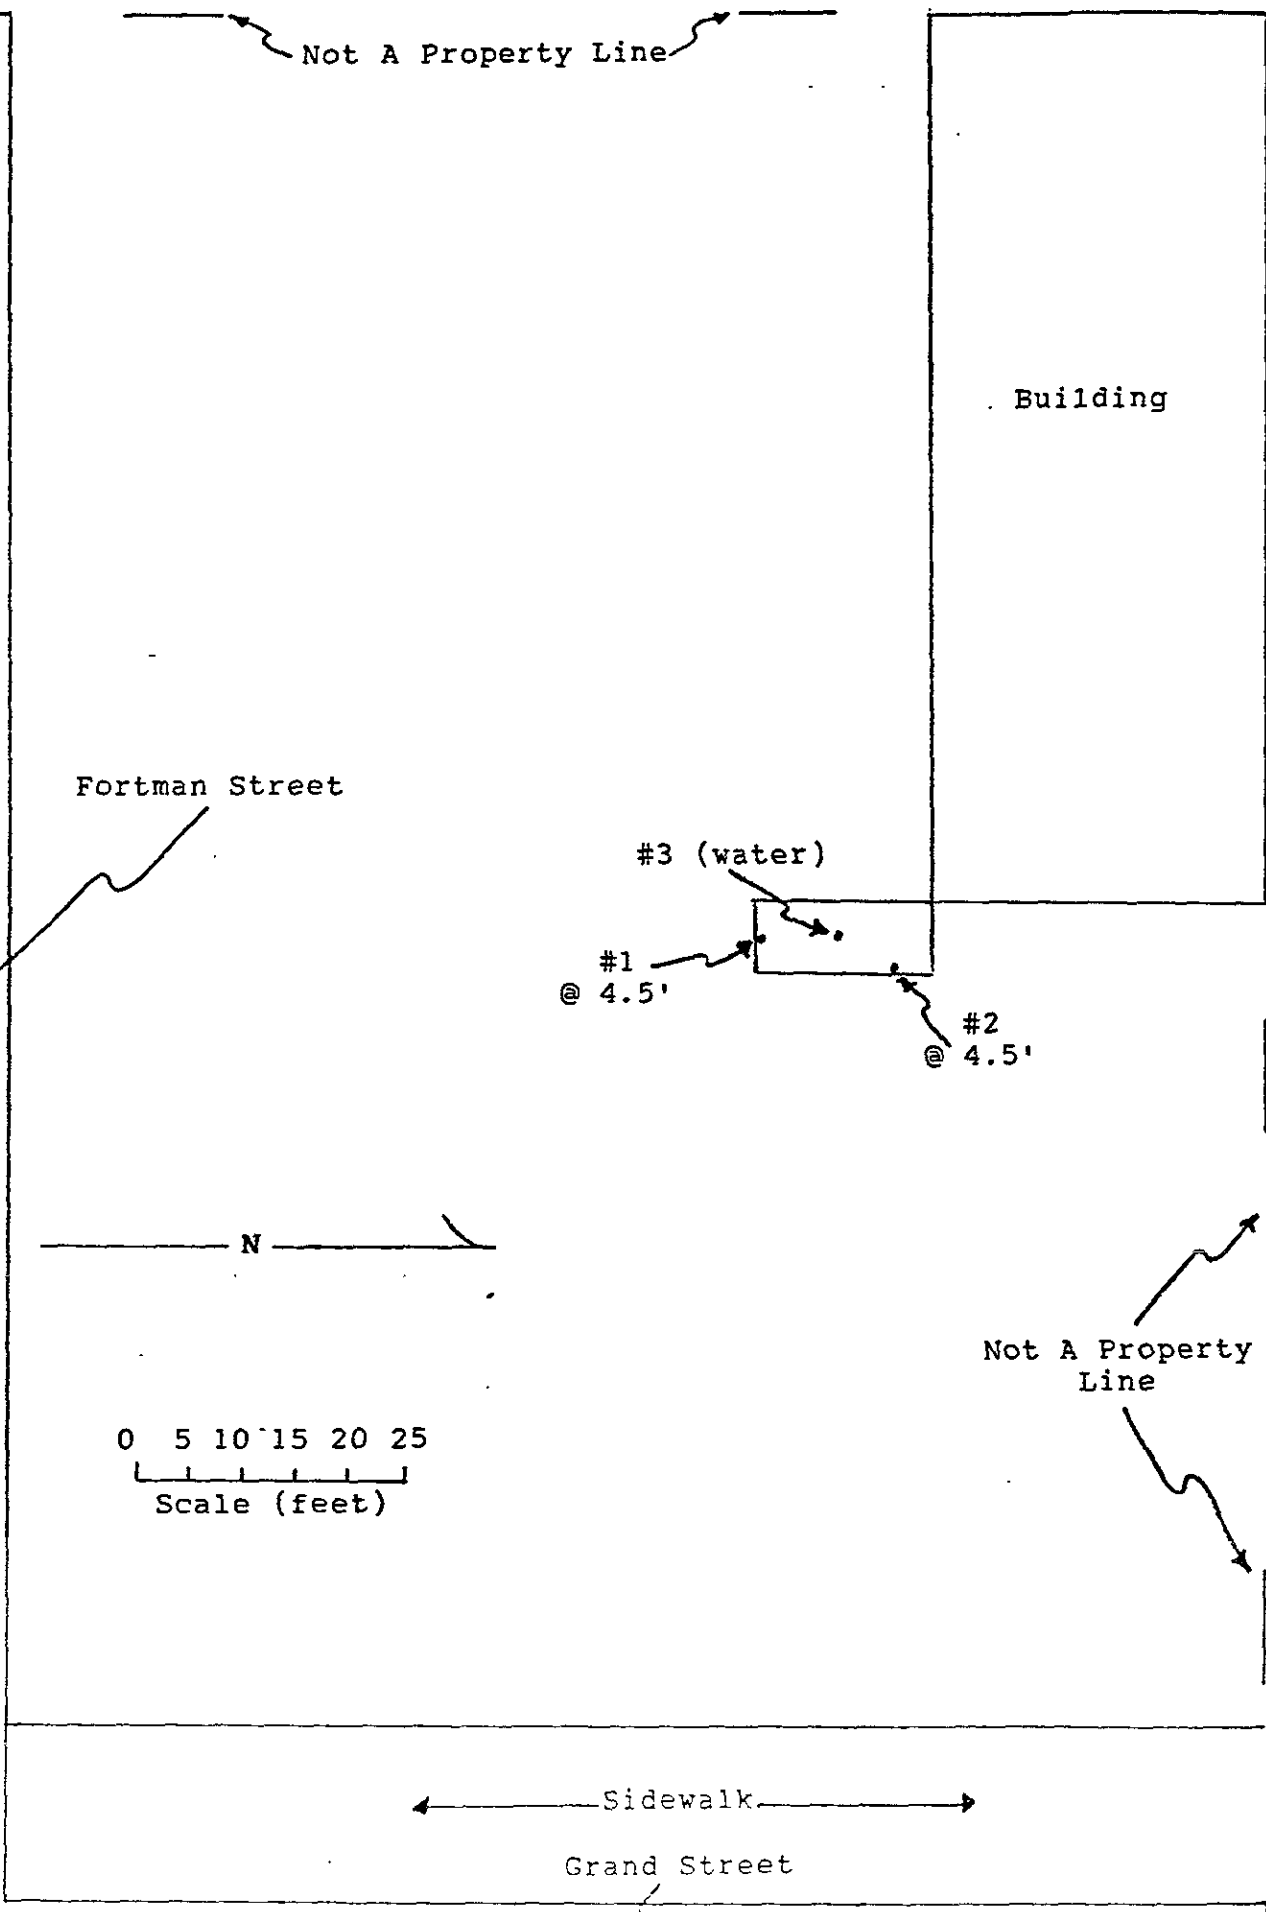 Not A Property Line
Building
Fortman Street
#3 (water)
#1
@ 4.5'
#2
@ 4.5'
N
Not A Property
Line
0 5 10 15 20 25
Scale (feet)
Sidewalk
Grand Street